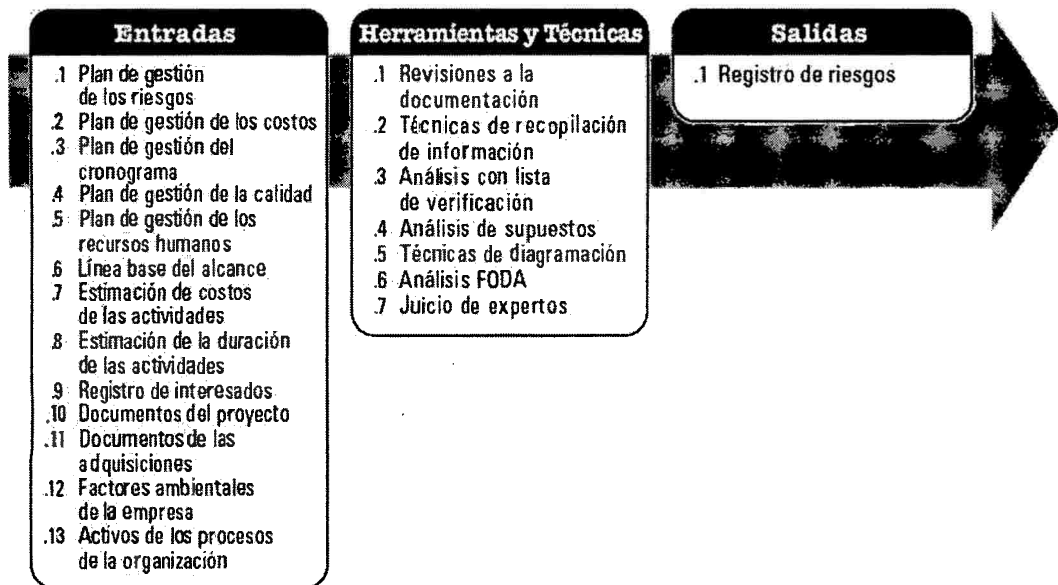 Entradas
.1 Plan de gestión
de los riesgos
.2 Plan de gestión de los costos
.3 Plan de gestión del
cronograma
.4 Plan de gestión de la calidad
.5 Plan de gestión de los
recursos humanos
.6 Línea base del alcance
.7 Estimación de costos
de las actividades
.8 Estimación de la duración
de las actividades
.9 Registro de interesados
.10 Documentos del proyecto
.11 Documentos de las
adquisiciones
.12 Factores ambientales
de la empresa
.13 Activos de los procesos
de la organización
Herramientas y Técnicas
.1 Revisiones a la
documentación
.2 Técnicas de recopilación
de información
.3 Análisis con lista
de verificación
.4 Análisis de supuestos
.5 Técnicas de diagramación
.6 Análisis FODA
.7 Juicio de expertos
Salidas
.1 Registro de riesgos